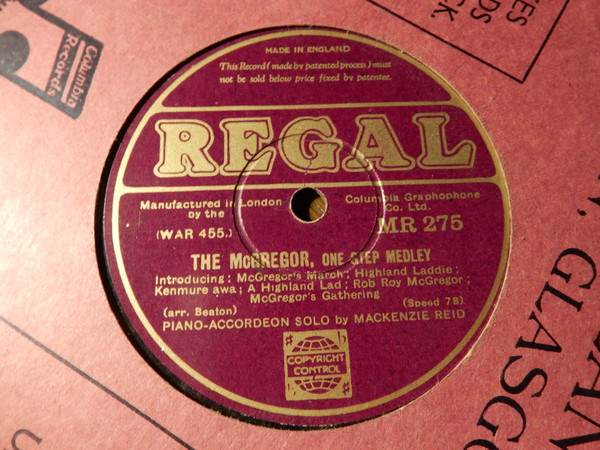 MADE IN ENGLAND
This Record (made by patented process) must
not be sold below price fixed by patentee.
REGAL
Manufactured in London
by the
Columbia Graphophone
Co. Ltd.
(WAR 455.)
MR 275
THE McGREGOR, ONE STEP MEDLEY
Introducing: McGregor's March; Highland Laddie;
Kenmure awa; A Highland Lad; Rob Roy McGregor;
McGregor's Gathering
(arr. Beaton)
(Speed 78)
PIANO-ACCORDEON SOLO by MACKENZIE REID
COPYRIGHT
CONTROL
Columbia
Records
GLASGO